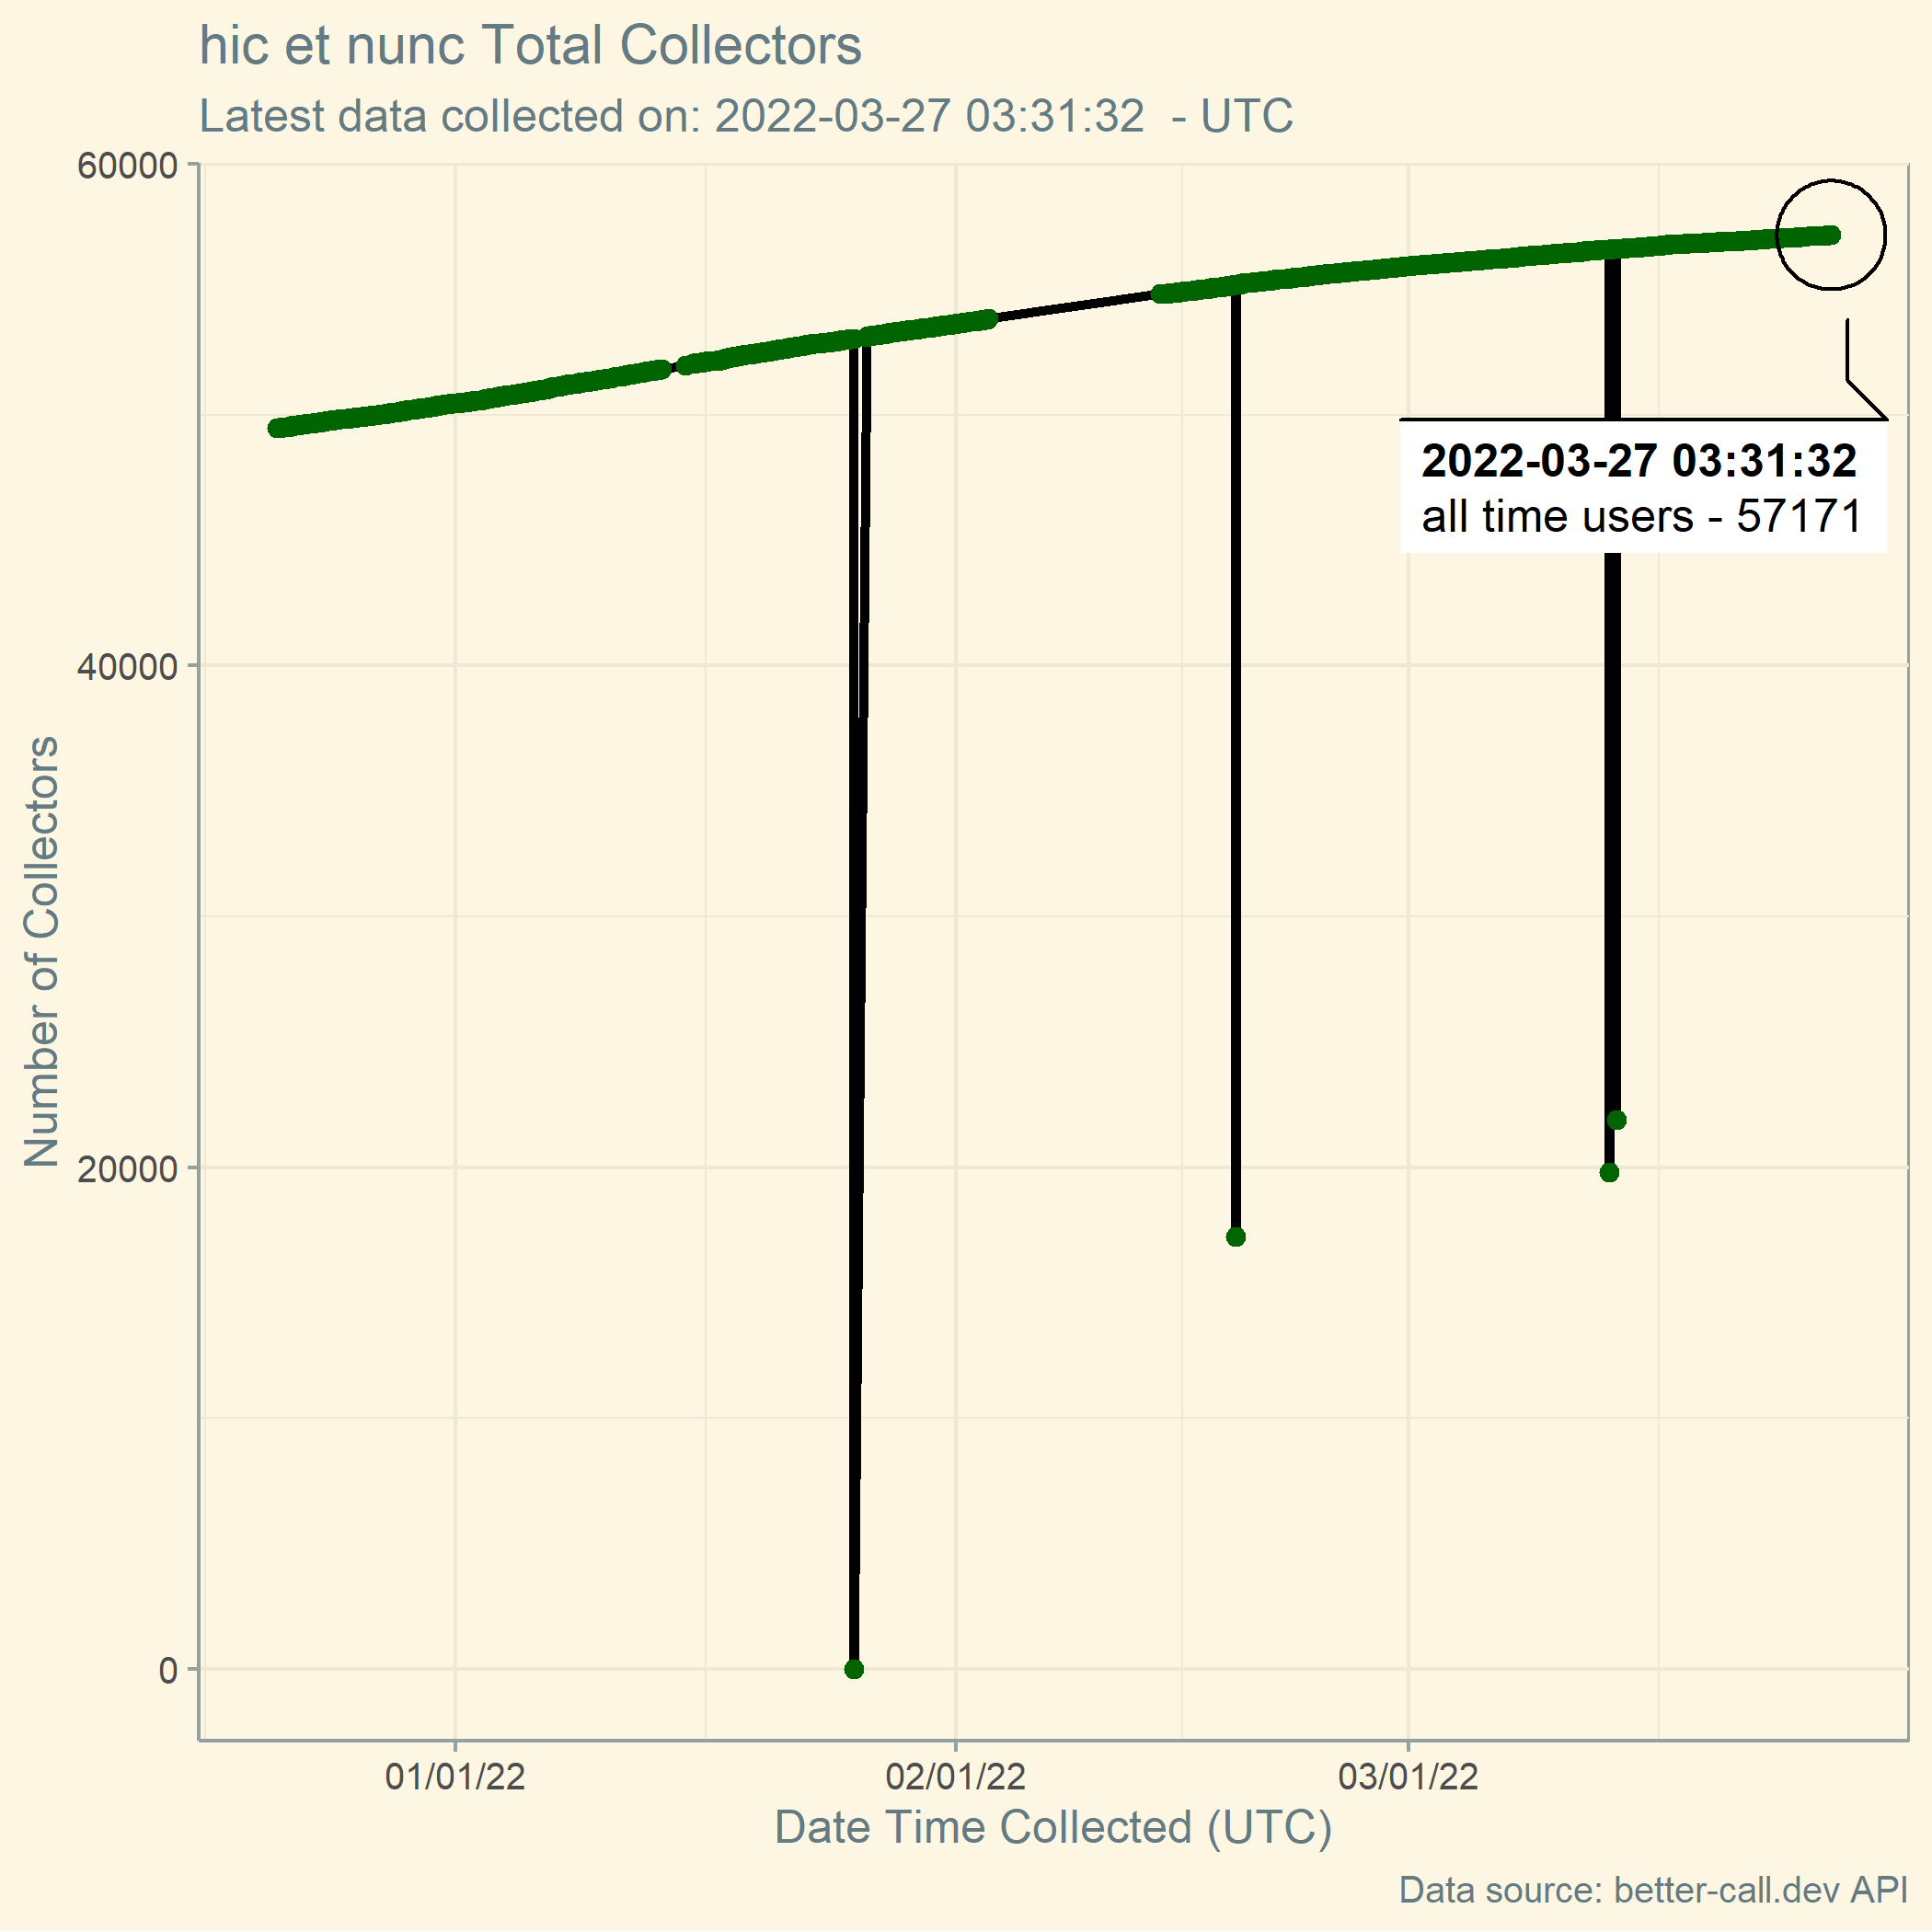 hic et nunc Total Collectors
Latest data collected on: 2022-03-27 03:31:32  - UTC
60000
2022-03-27 03:31:32
all time users - 57171
40000
Number of Collectors
20000
0
01/01/22 02/01/22 03/01/22
Date Time Collected (UTC)
Data source: better-call.dev API